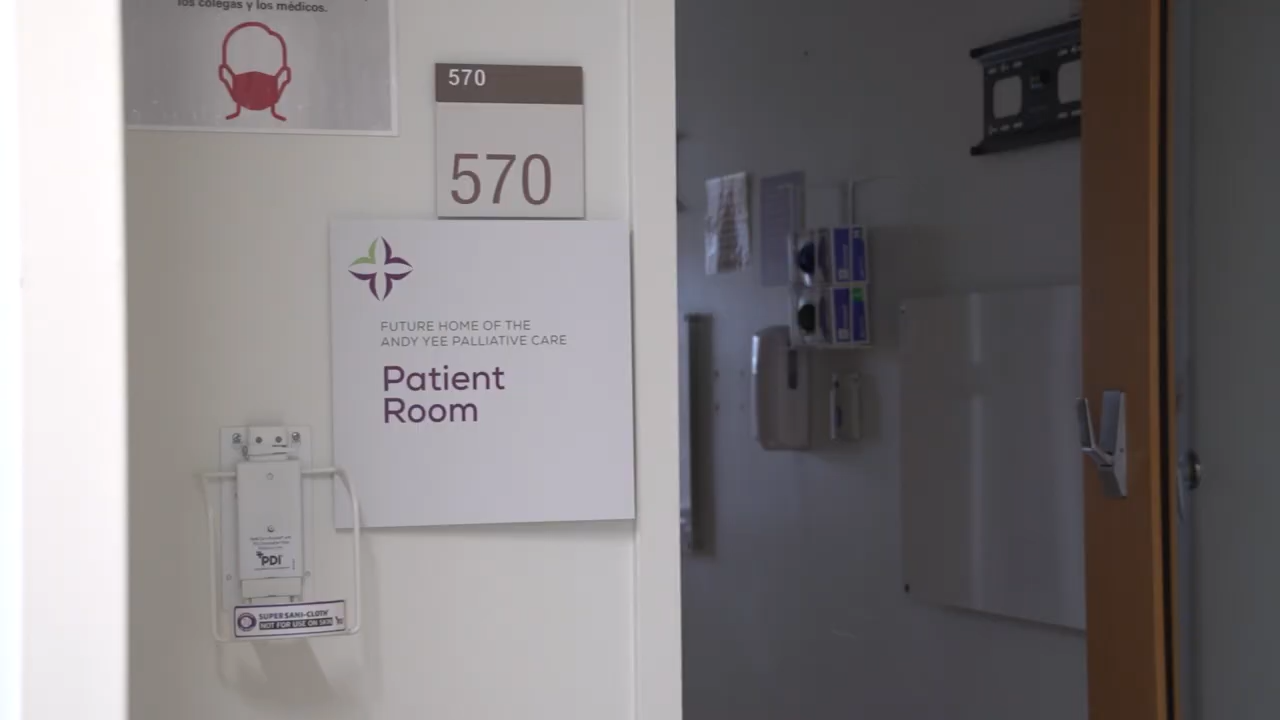 los colegas y los médicos.
570
570
FUTURE HOME OF THE
ANDY YEE PALLIATIVE CARE
Patient
Room
PDI
SUPER SANI-CLOTH
NOT FOR USE ON SKIN